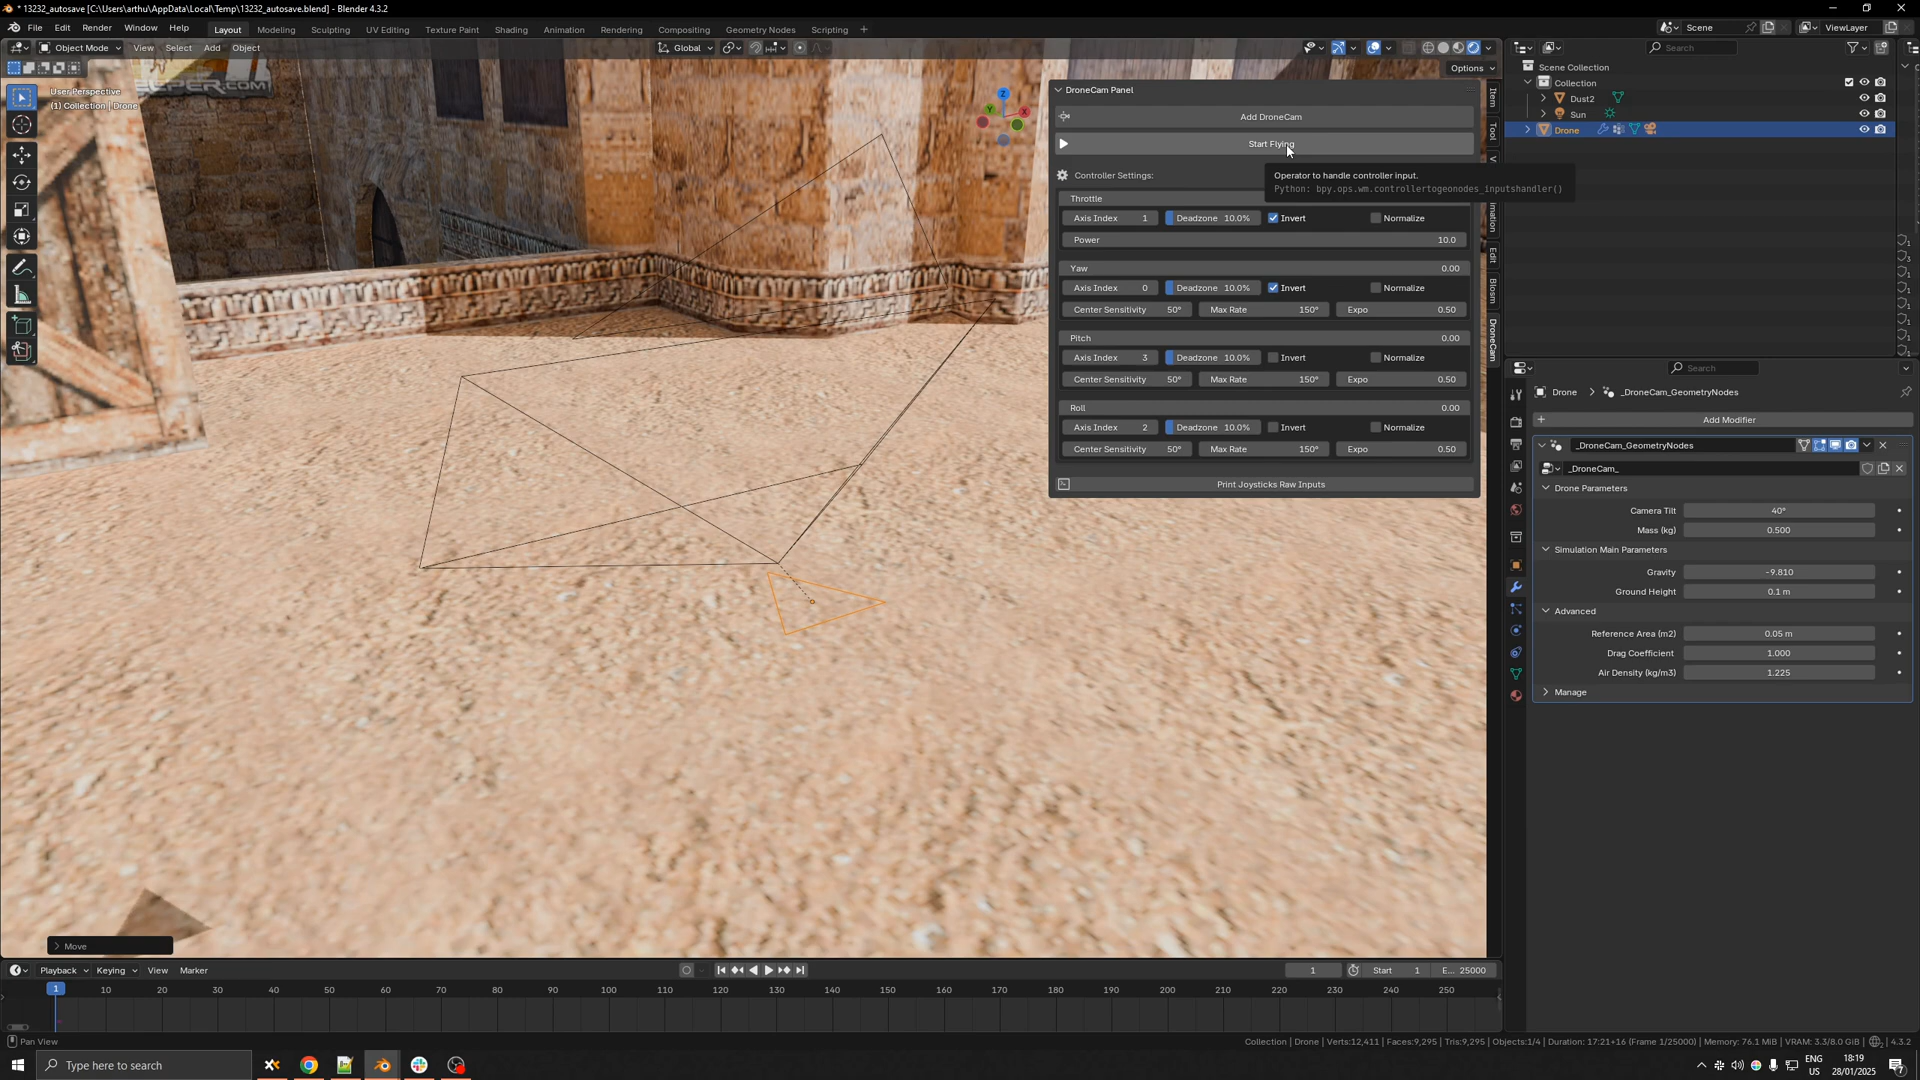 * 13232_autosave [C:\Users\arthu\AppData\Local\Temp\13232_autosave.blend] - Blender 4.3.2
File Edit Render Window Help Layout Modeling Sculpting UV Editing Texture Paint Shading Animation Rendering Compositing Geometry Nodes Scripting + Scene ViewLayer
Object Mode View Select Add Object Global Search
Options
User Perspective
(1) Collection | Drone
ELPER.COM
Z
Y
X
DroneCam Panel
Add DroneCam
Start Flying
Controller Settings:
Operator to handle controller input.
Python: bpy.ops.wm.controllertogeonodes_inputshandler()
Throttle
Axis Index 1 Deadzone 10.0% Invert Normalize
Power 10.0
Yaw 0.00
Axis Index 0 Deadzone 10.0% Invert Normalize
Center Sensitivity 50° Max Rate 150° Expo 0.50
Pitch 0.00
Axis Index 3 Deadzone 10.0% Invert Normalize
Center Sensitivity 50° Max Rate 150° Expo 0.50
Roll 0.00
Axis Index 2 Deadzone 10.0% Invert Normalize
Center Sensitivity 50° Max Rate 150° Expo 0.50
Print Joysticks Raw Inputs
Item
Tool
Edit
Blosm
DroneCam
Scene Collection
Collection
Dust2
Sun
Drone
Search
Drone _DroneCam_GeometryNodes
Add Modifier
_DroneCam_GeometryNodes
_DroneCam_
Drone Parameters
Camera Tilt 40°
Mass (kg) 0.500
Simulation Main Parameters
Gravity -9.810
Ground Height 0.1 m
Advanced
Reference Area (m2) 0.05 m
Drag Coefficient 1.000
Air Density (kg/m3) 1.225
Manage
Move
Playback Keying View Marker 1 Start 1 E... 25000
1 10 20 30 40 50 60 70 80 90 100 110 120 130 140 150 160 170 180 190 200 210 220 230 240 250
Pan View
Collection | Drone | Verts:12,411 | Faces:9,295 | Tris:9,295 | Objects:1/4 | Duration: 17:21+16 (Frame 1/25000) | Memory: 76.1 MiB | VRAM: 3.3/8.0 GiB | 4.3.2
Type here to search
ENG
US
18:19
28/01/2025
7